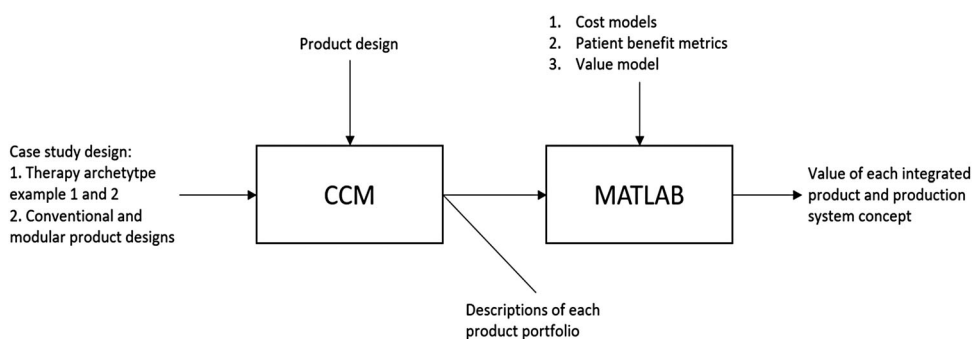 Product design
1. Cost models
2. Patient benefit metrics
3. Value model
Case study design:
1. Therapy archetytpe
example 1 and 2
2. Conventional and
modular product designs
CCM
MATLAB
Value of each integrated
product and production
system concept
Descriptions of each
product portfolio